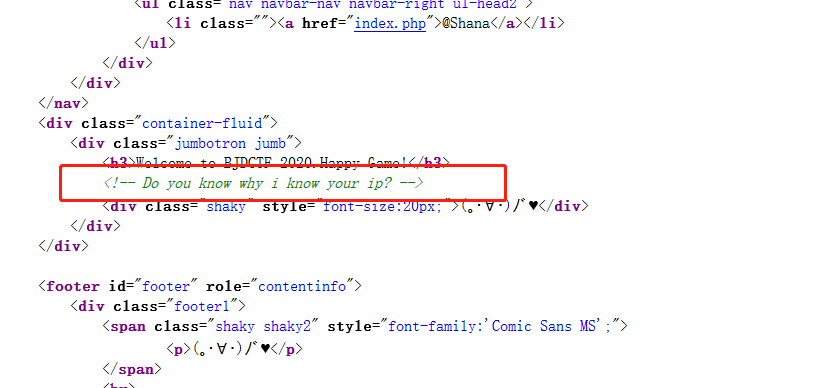 <ul class="nav navbar-nav navbar-right ul-head2">
<li class=""><a href="index.php">@Shana</a></li>
</ul>
</div>
</div>
</nav>
<div class="container-fluid">
<div class="jumbotron jumb">
<h3>Welcome to BJDCTF 2020.Happy Game!</h3>
<!-- Do you know why i know your ip? -->
<div class="shaky" style="font-size:20px;">(｡･∀･)ﾉﾞ♥</div>
</div>
</div>
<footer id="footer" role="contentinfo">
<div class="footer1">
<span class="shaky shaky2" style="font-family:'Comic Sans MS';">
<p>(｡･∀･)ﾉﾞ♥</p>
</span>